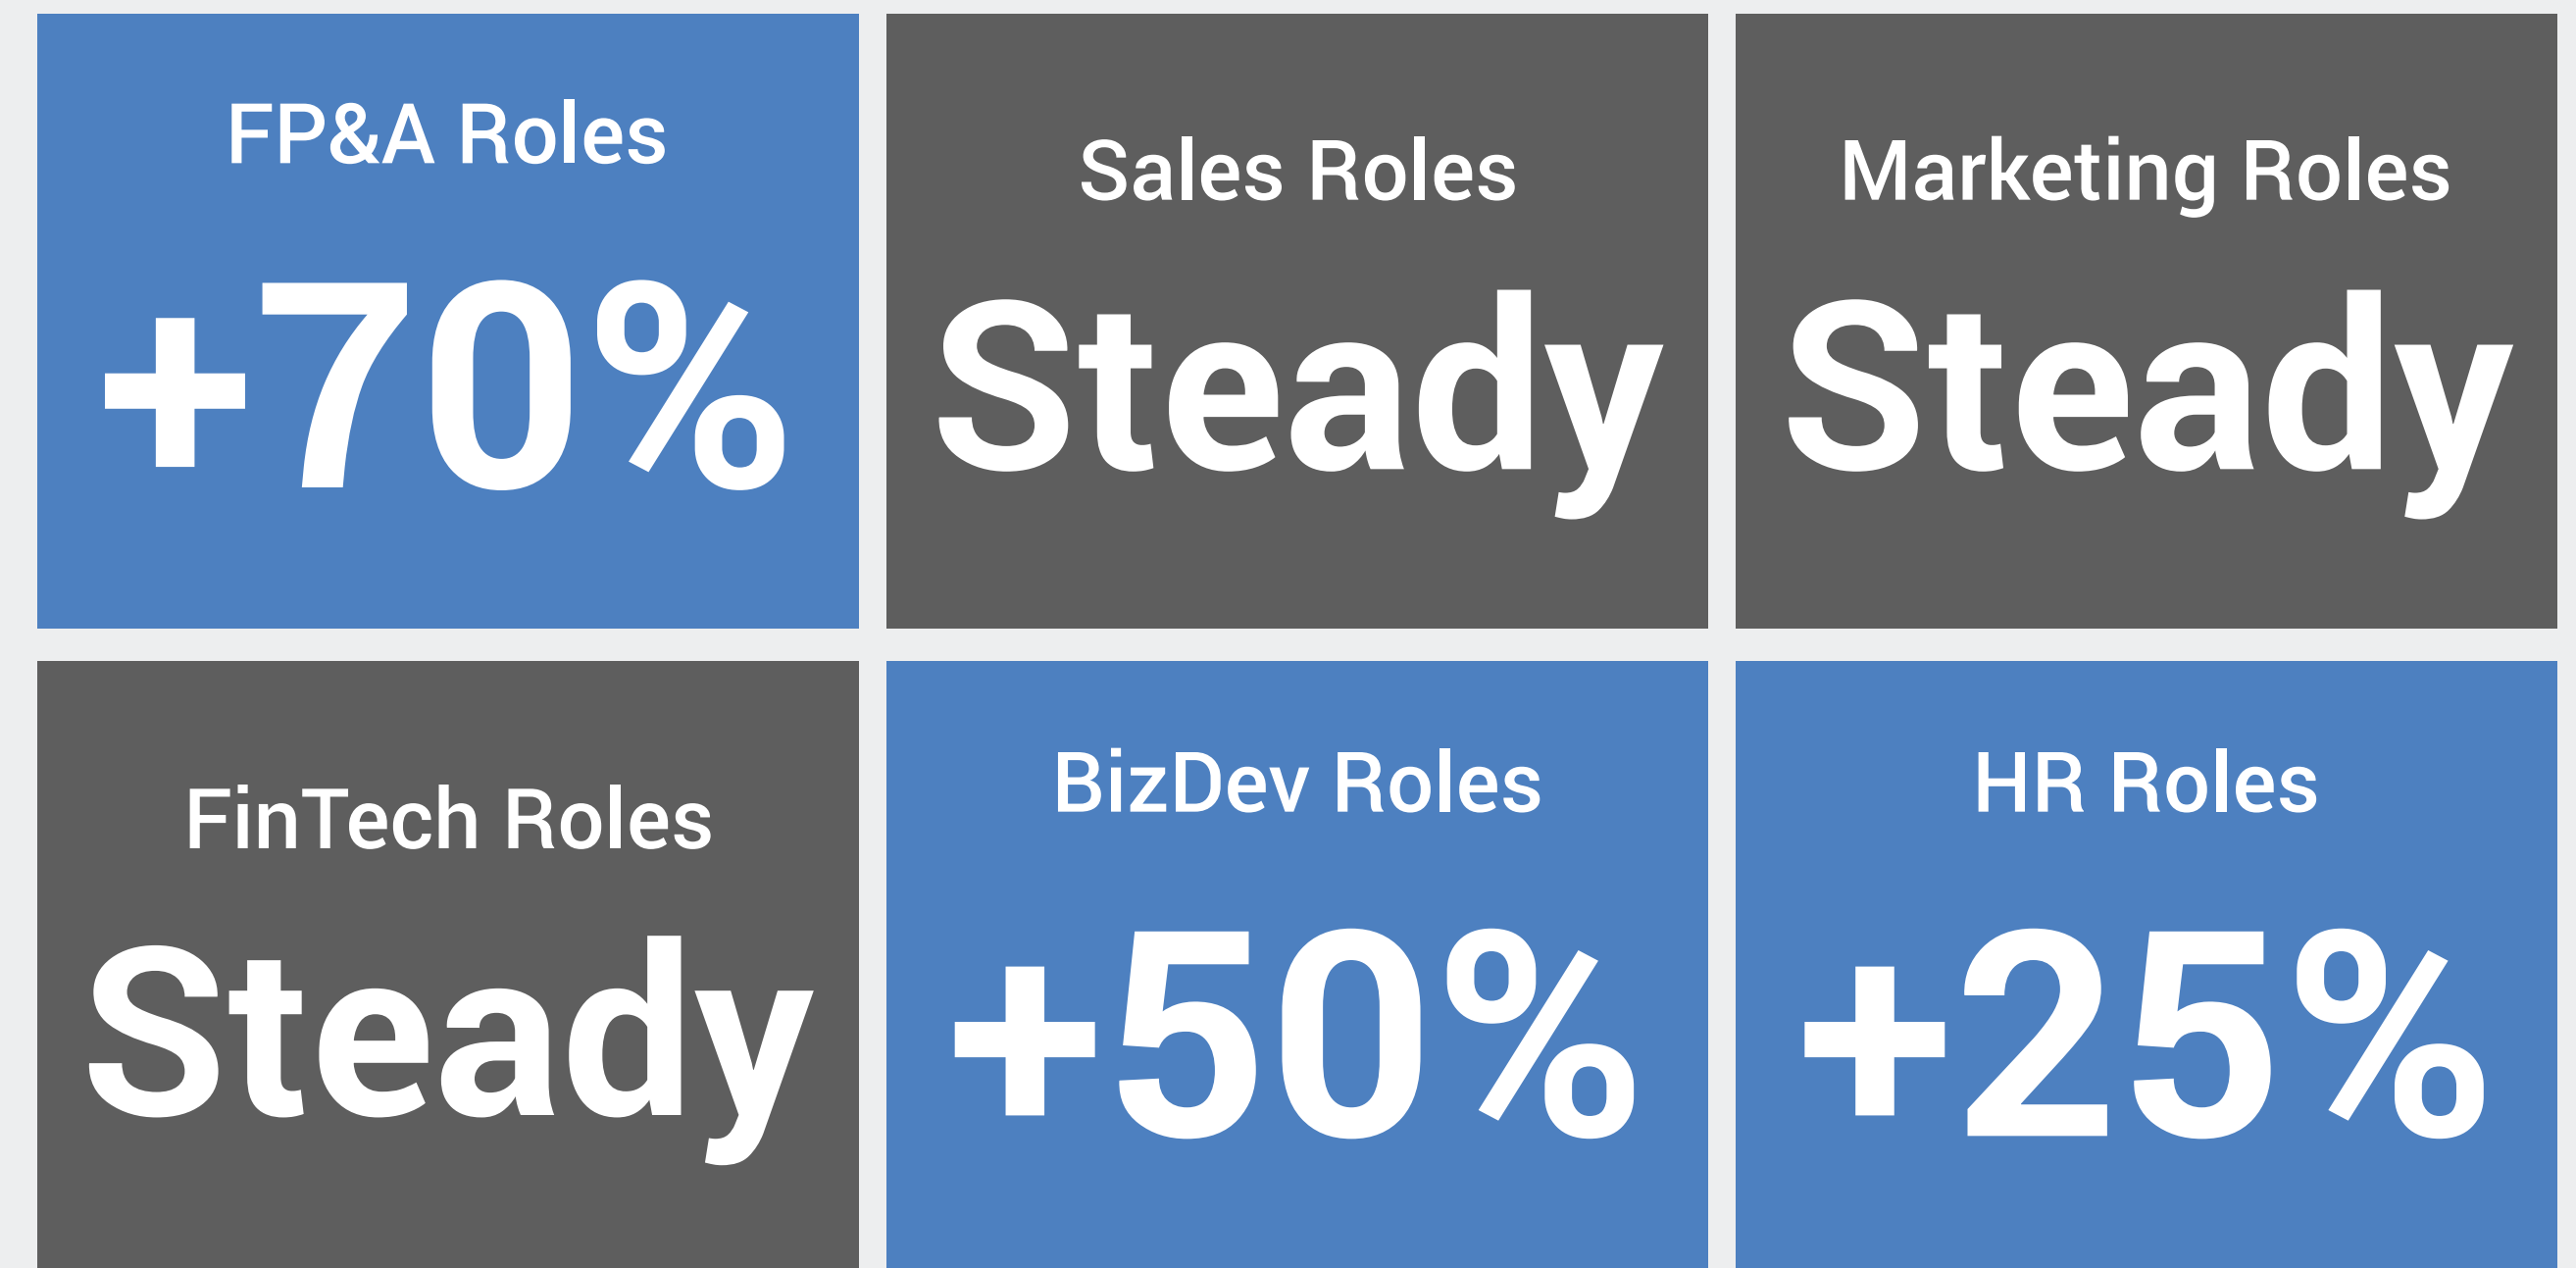 FP&A Roles
+70%
Sales Roles
Steady
Marketing Roles
Steady
FinTech Roles
Steady
BizDev Roles
+50%
HR Roles
+25%